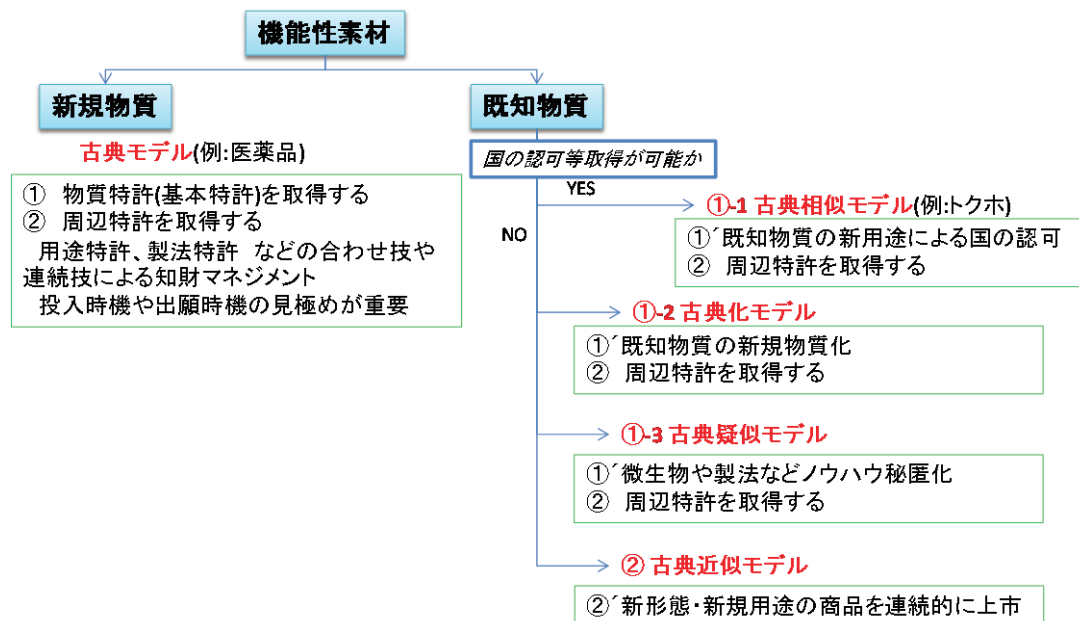 機能性素材
新規物質
既知物質
古典モデル(例:医薬品)
① 物質特許(基本特許)を取得する
② 周辺特許を取得する
用途特許、製法特許 などの合わせ技や
連続技による知財マネジメント
投入時機や出願時機の見極めが重要
国の認可等取得が可能か
YES
NO
①-1 古典相似モデル(例:トクホ)
①´既知物質の新用途による国の認可
② 周辺特許を取得する
①-2 古典化モデル
①´既知物質の新規物質化
② 周辺特許を取得する
①-3 古典疑似モデル
①´微生物や製法などノウハウ秘匿化
② 周辺特許を取得する
② 古典近似モデル
②´新形態・新規用途の商品を連続的に上市